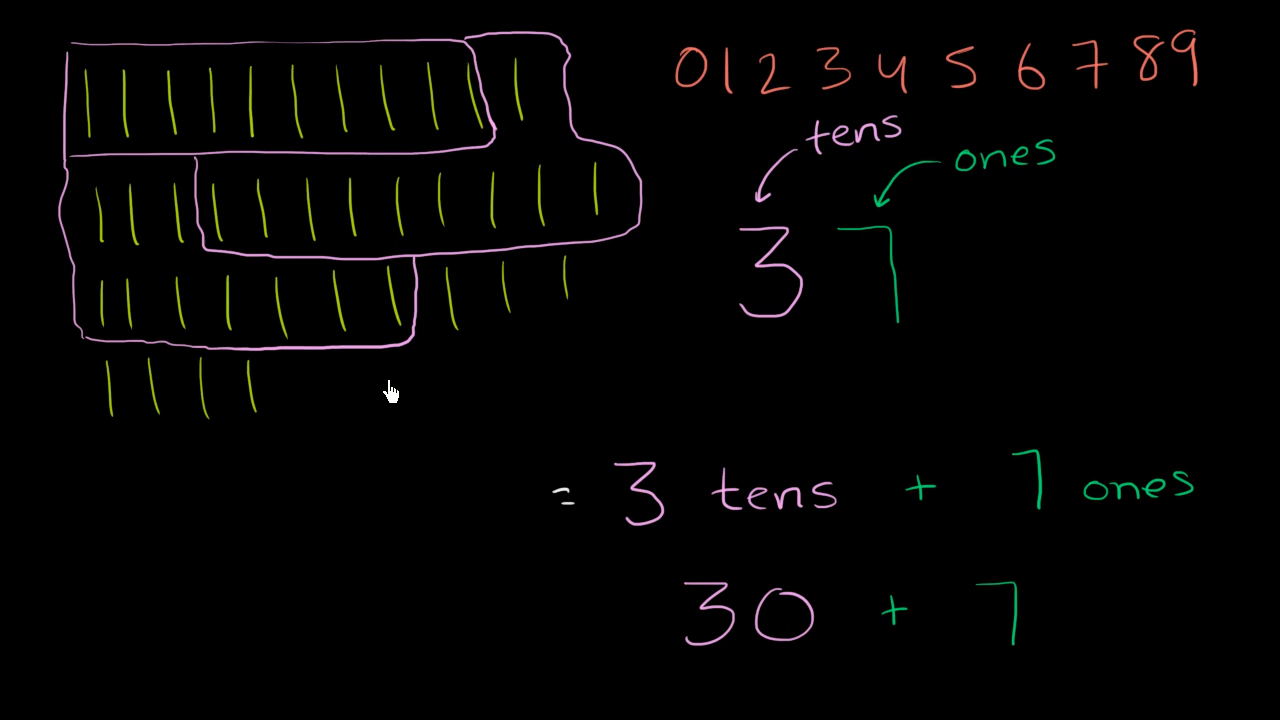 0 1 2 3 4 5 6 7 8 9
tens
ones
3 7
= 3 tens + 7 ones
30 + 7